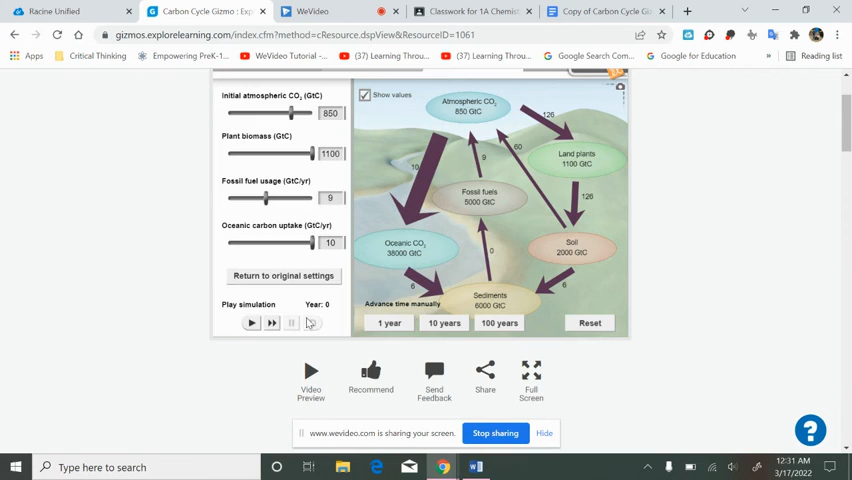 Racine Unified
Carbon Cycle Gizmo : Exp
WeVideo
Classwork for 1A Chemist
Copy of Carbon Cycle Giz
gizmos.explorelearning.com/index.cfm?method=cResource.dspView&ResourceID=1061
Apps
Critical Thinking
Empowering PreK-1...
WeVideo Tutorial -...
(37) Learning Throu...
(37) Learning Throu...
Google Search Com...
Google for Education
Reading list
Initial atmospheric CO₂ (GtC)
850
Plant biomass (GtC)
1100
Fossil fuel usage (GtC/yr)
9
Oceanic carbon uptake (GtC/yr)
10
Return to original settings
Play simulation
Year: 0
Show values
Atmospheric CO₂
850 GtC
126
Land plants
1100 GtC
10
9
60
126
Fossil fuels
5000 GtC
Oceanic CO₂
38000 GtC
0
Soil
2000 GtC
6
6
Sediments
6000 GtC
Advance time manually
1 year
10 years
100 years
Reset
Video
Preview
Recommend
Send
Feedback
Share
Full
Screen
www.wevideo.com is sharing your screen.
Stop sharing
Hide
?
Type here to search
12:31 AM
3/17/2022